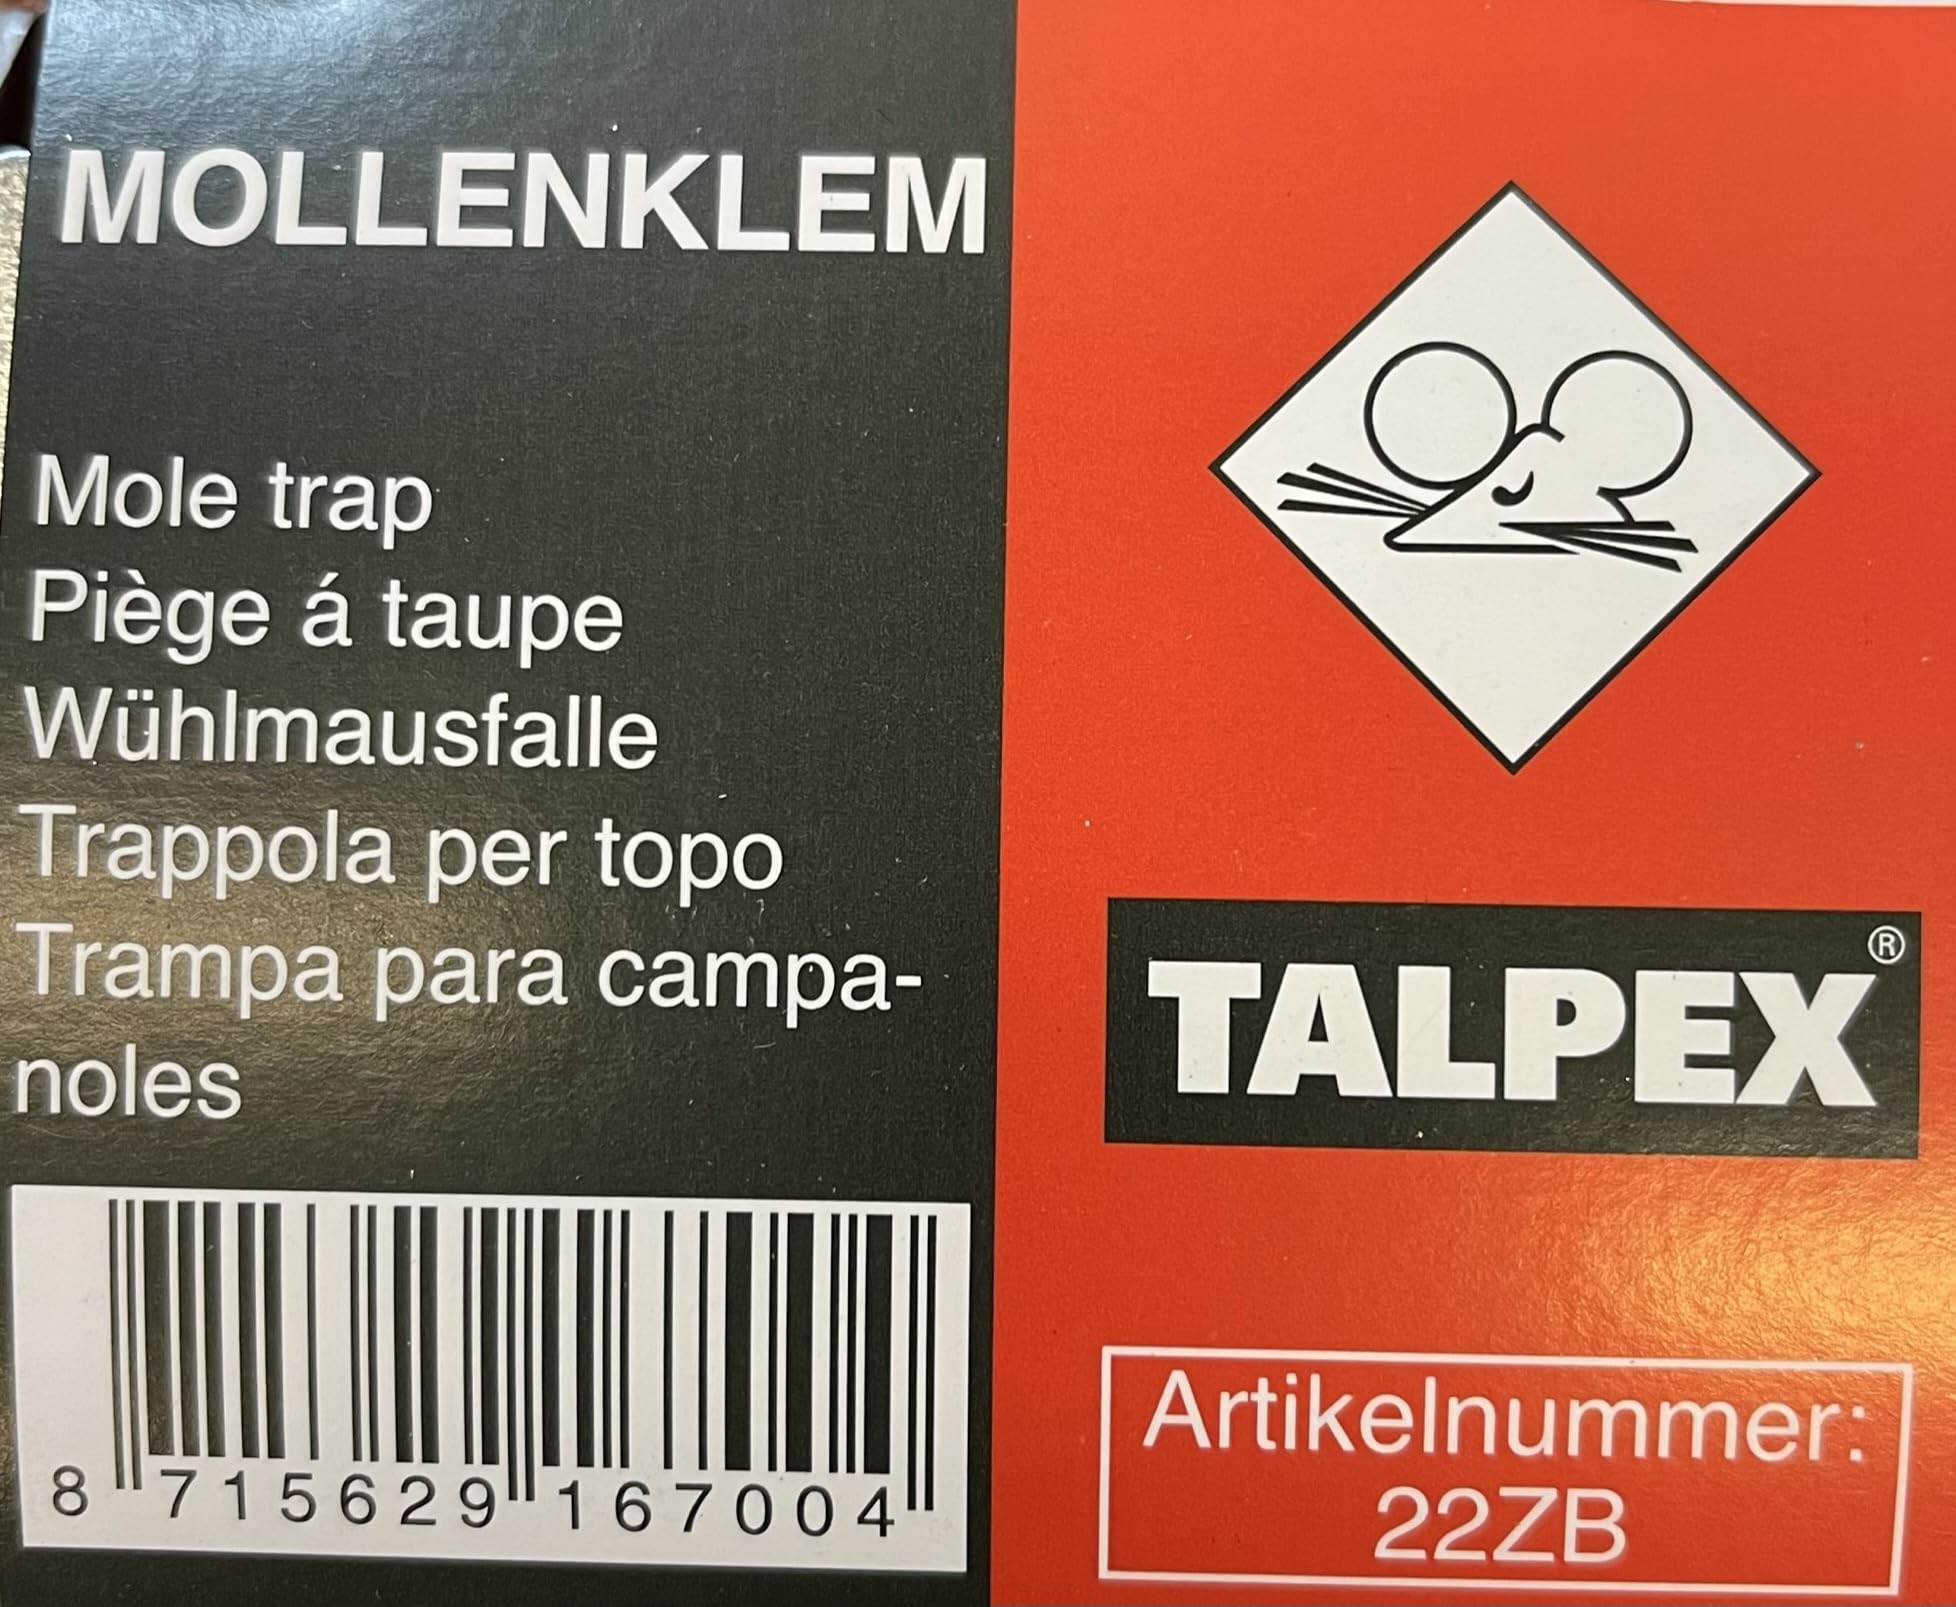 MOLLENKLEM
Mole trap
Piège á taupe
Wühlmausfalle
Trappola per topo
Trampa para campa-
noles
8 715629 167004
TALPEX®
Artikelnummer:
22ZB